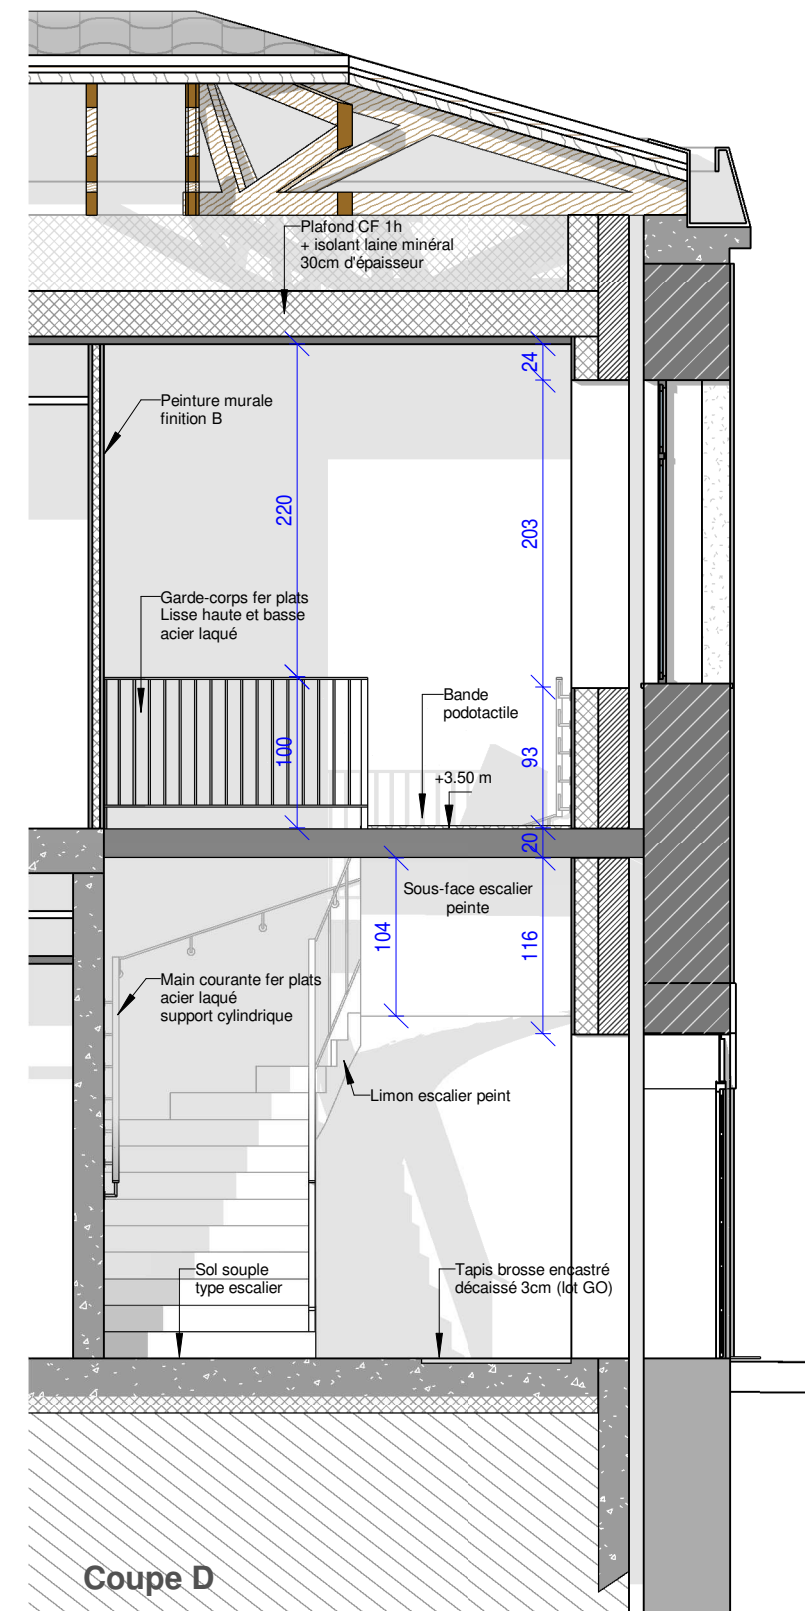 Plafond CF 1h
+ isolant laine minéral
30cm d'épaisseur
24
Peinture murale
finition B
220
203
Garde-corps fer plats
Lisse haute et basse
acier laqué
Bande
podotactile
100
93
+3.50 m
20
Sous-face escalier
peinte
104
116
Main courante fer plats
acier laqué
support cylindrique
Limon escalier peint
Sol souple
type escalier
Tapis brosse encastré
décaissé 3cm (lot GO)
Coupe D